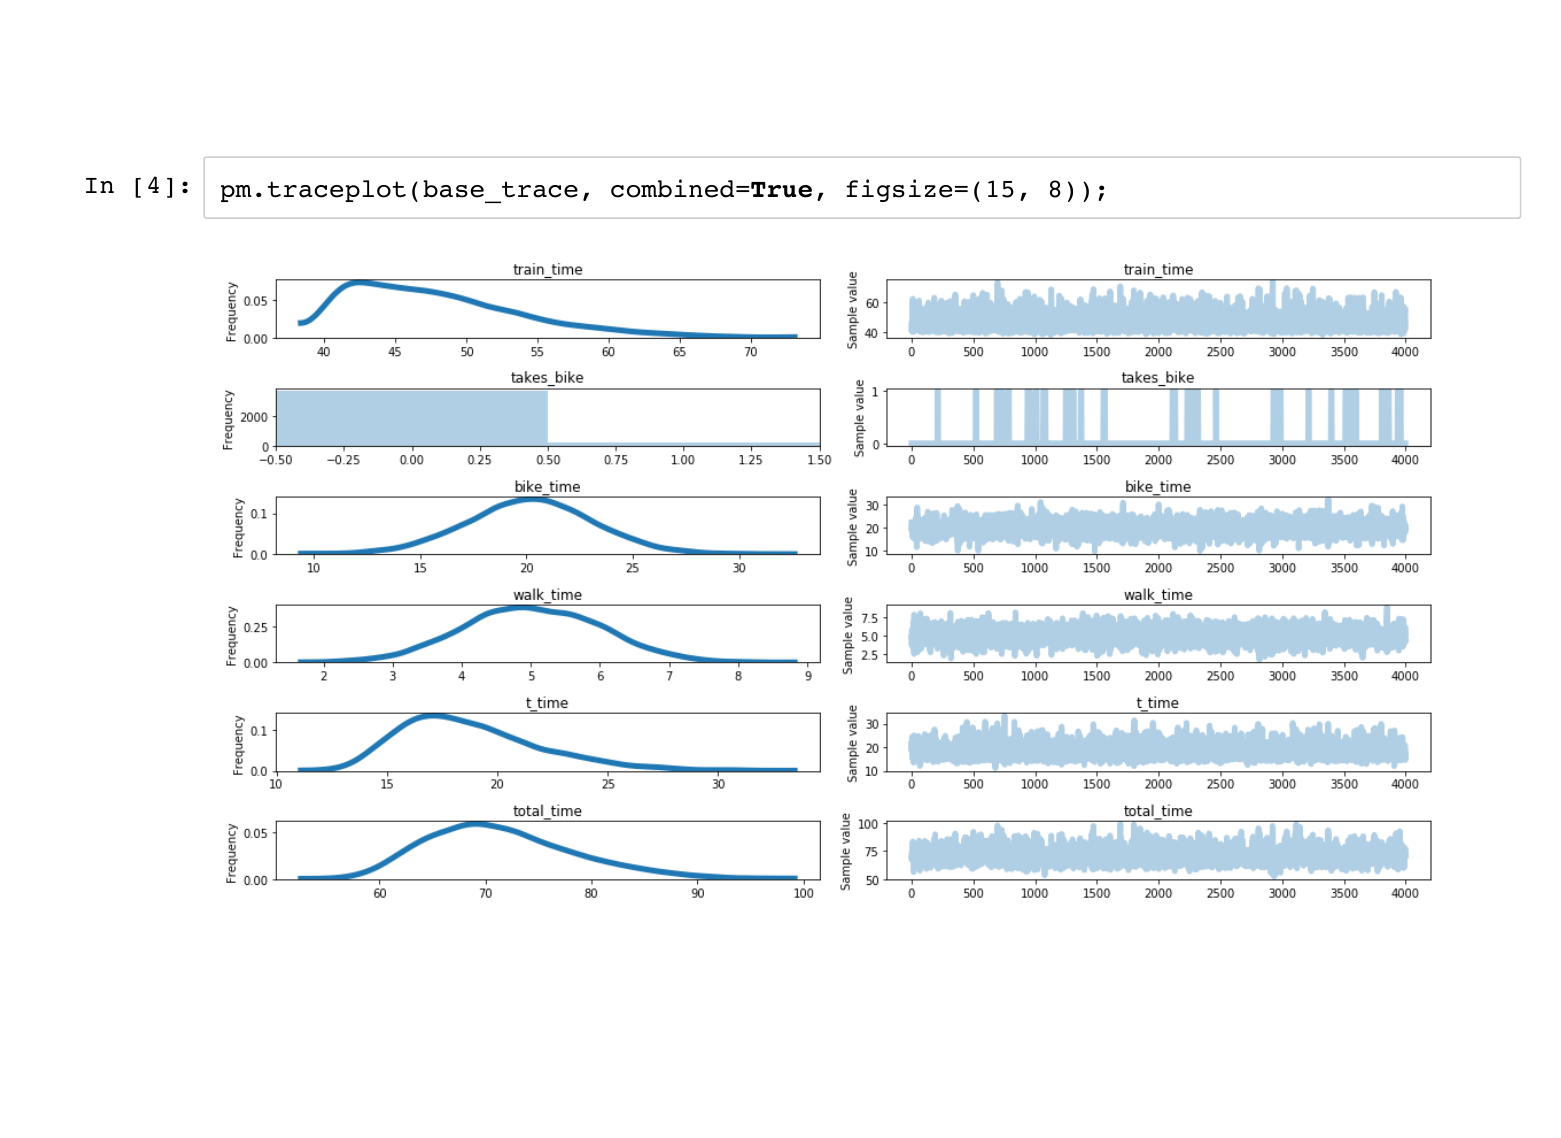 In [4]: pm.traceplot(base_trace, combined=True, figsize=(15, 8));
train_time train_time
Frequency 0.05 0.00 Sample value 60 40
40 45 50 55 60 65 70 0 500 1000 1500 2000 2500 3000 3500 4000
takes_bike takes_bike
Frequency 2000 0 Sample value 1 0
−0.50 −0.25 0.00 0.25 0.50 0.75 1.00 1.25 1.50 0 500 1000 1500 2000 2500 3000 3500 4000
bike_time bike_time
Frequency 0.1 0.0 Sample value 30 20 10
10 15 20 25 30 0 500 1000 1500 2000 2500 3000 3500 4000
walk_time walk_time
Frequency 0.25 0.00 Sample value 7.5 5.0 2.5
2 3 4 5 6 7 8 9 0 500 1000 1500 2000 2500 3000 3500 4000
t_time t_time
Frequency 0.1 0.0 Sample value 30 20 10
10 15 20 25 30 0 500 1000 1500 2000 2500 3000 3500 4000
total_time total_time
Frequency 0.05 0.00 Sample value 100 75 50
60 70 80 90 100 0 500 1000 1500 2000 2500 3000 3500 4000